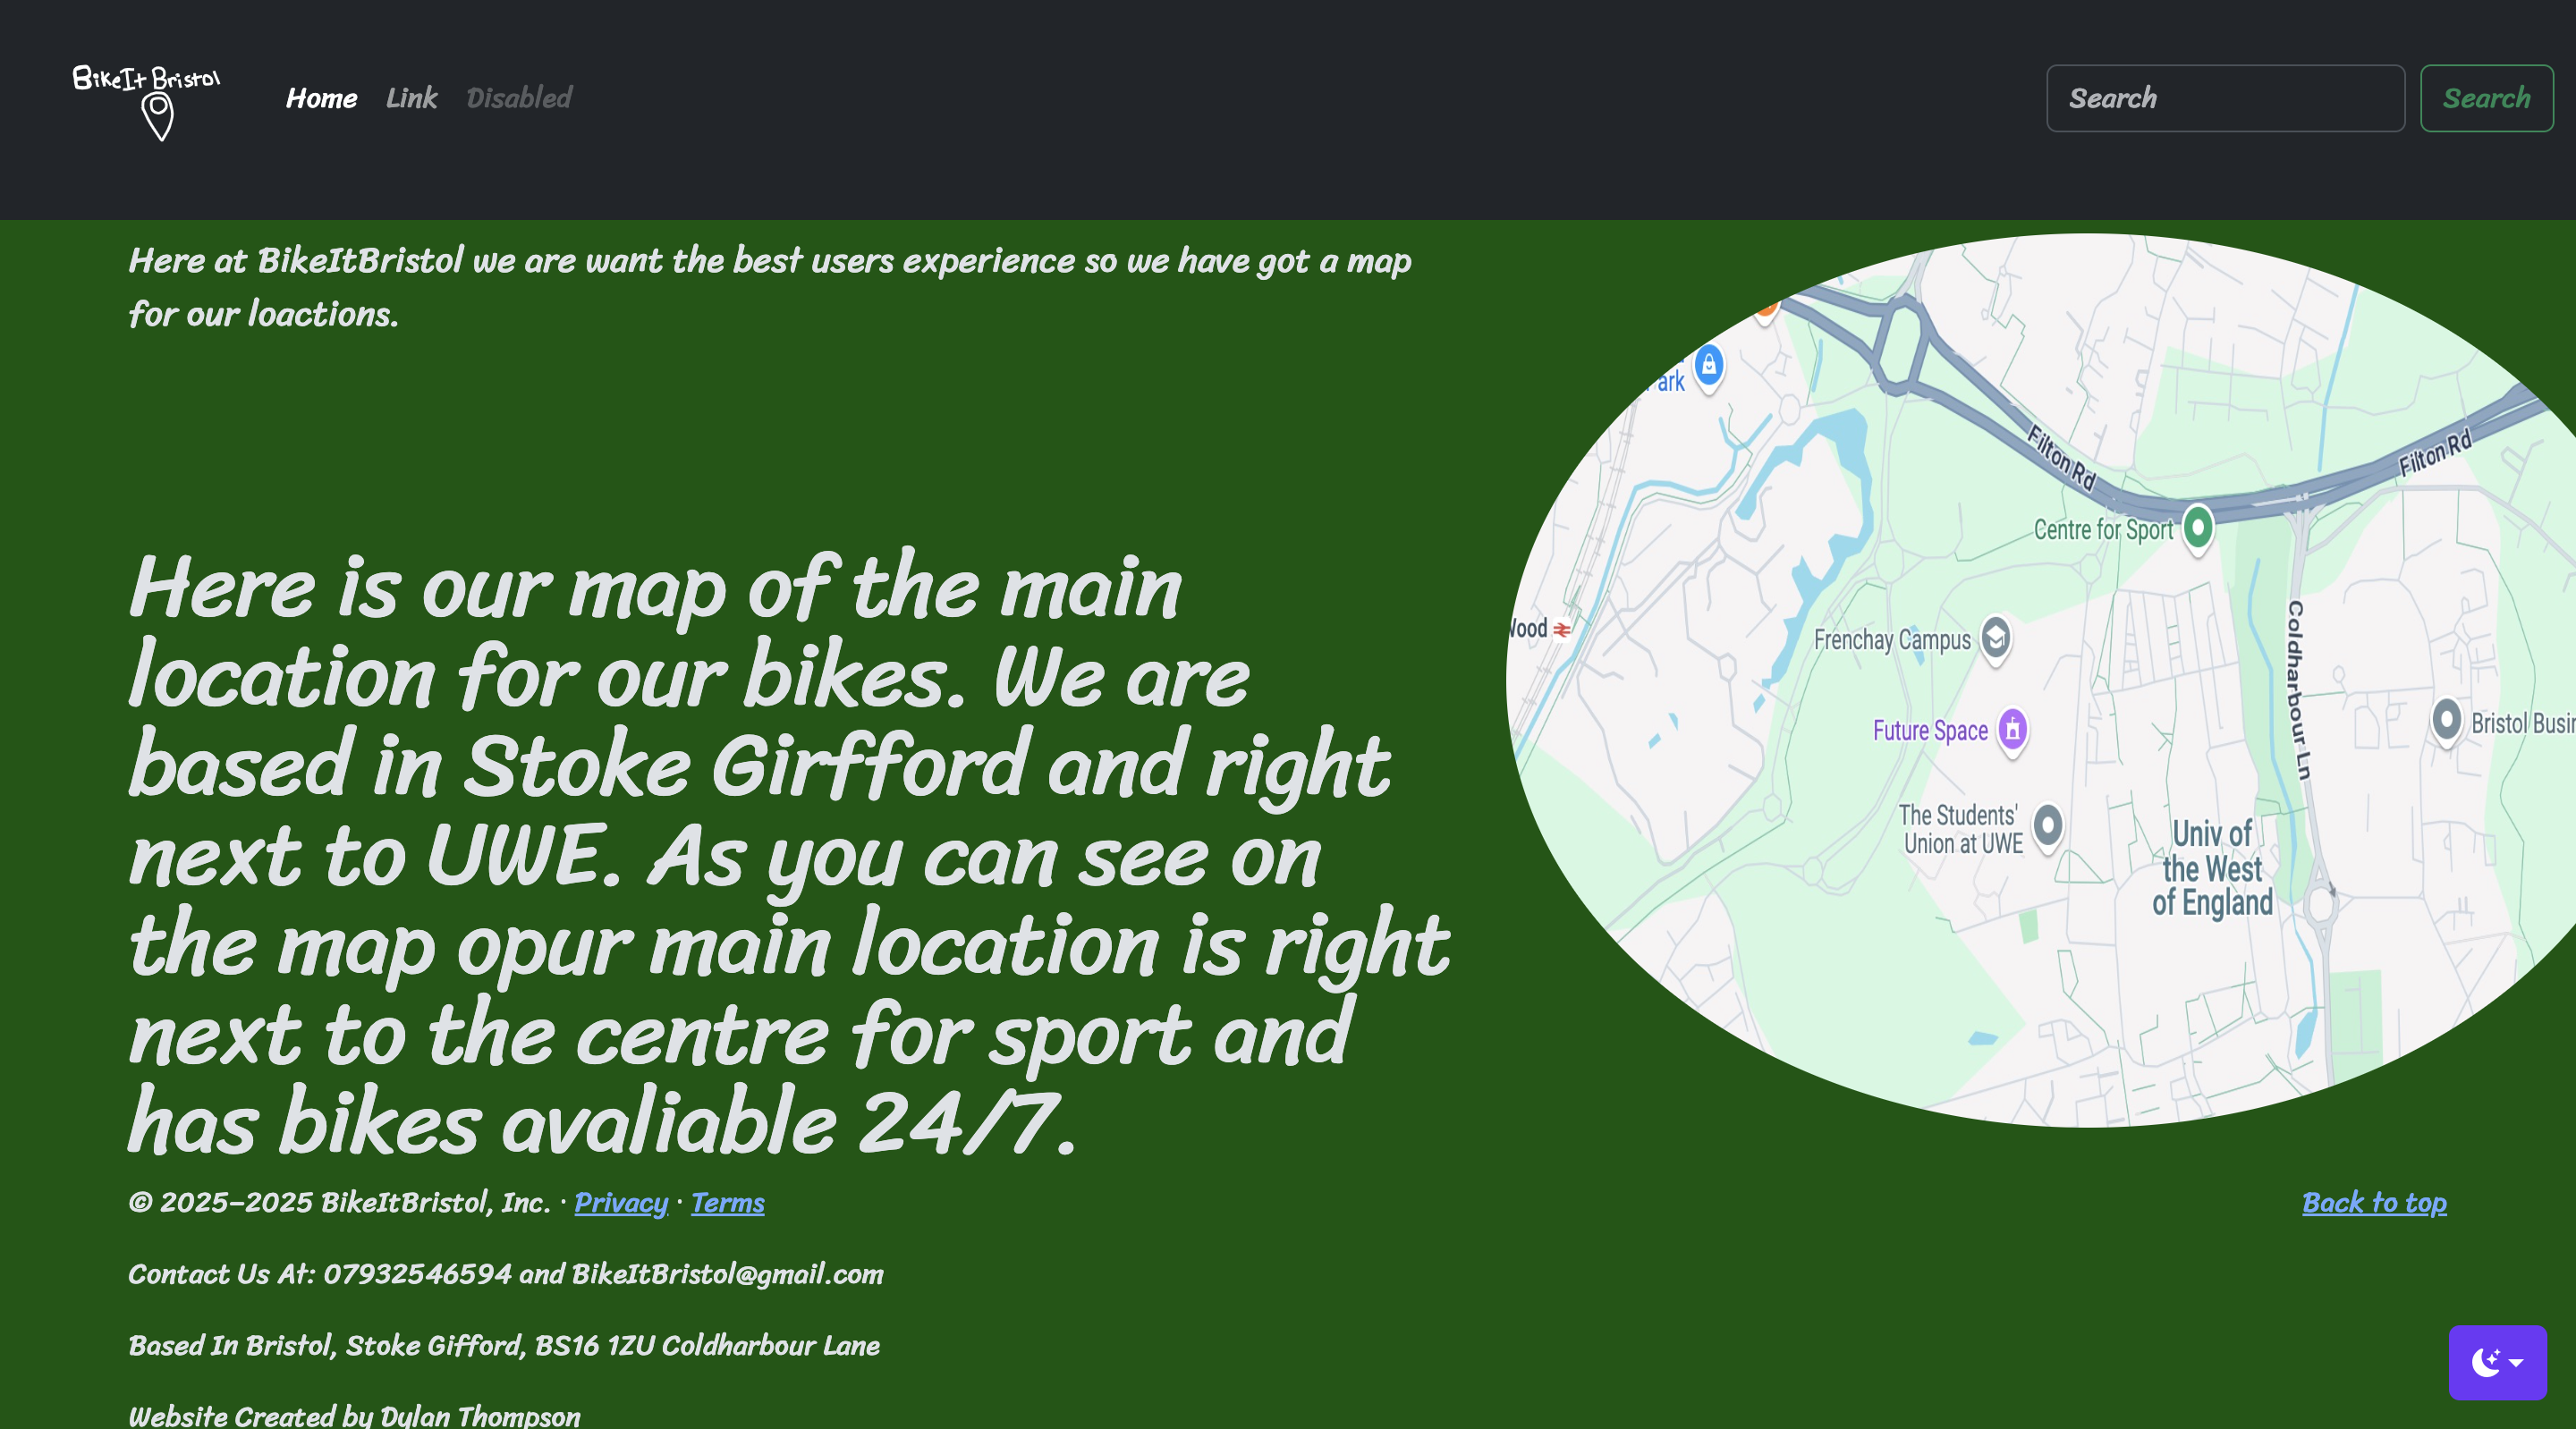 BikeIt Bristol
Home Link Disabled
Search Search
Here at BikeItBristol we are want the best users experience so we have got a map
for our loactions.
Here is our map of the main
location for our bikes. We are
based in Stoke Girfford and right
next to UWE. As you can see on
the map opur main location is right
next to the centre for sport and
has bikes avaliable 24/7.
ark
Filton Rd
Filton Rd
Centre for Sport
Wood
Frenchay Campus
Coldharbour Ln
Future Space
Bristol Busin
The Students'
Union at UWE
Univ of
the West
of England
© 2025–2025 BikeItBristol, Inc. · Privacy · Terms
Back to top
Contact Us At: 07932546594 and BikeItBristol@gmail.com
Based In Bristol, Stoke Gifford, BS16 1ZU Coldharbour Lane
Website Created by Dylan Thompson